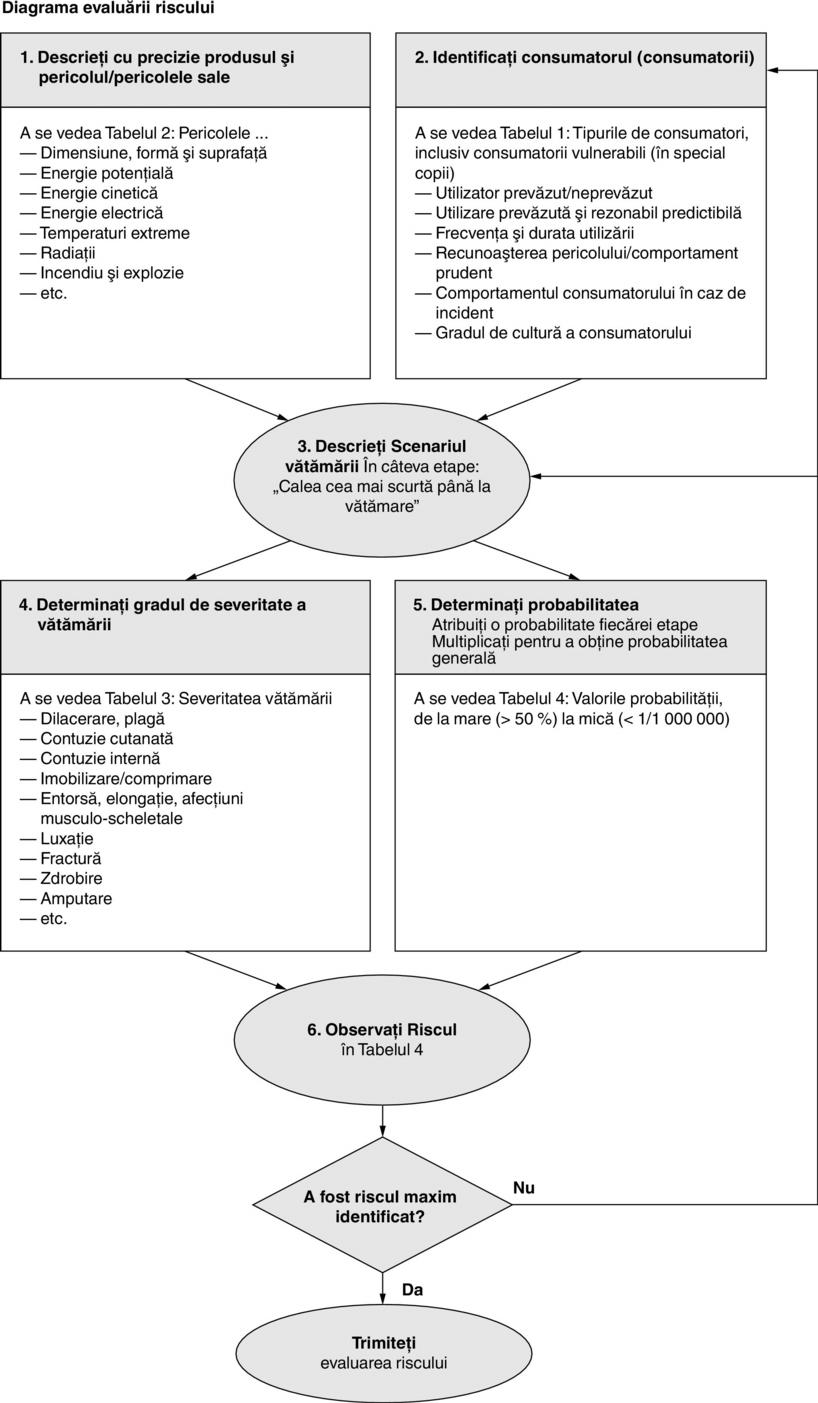 Diagrama evaluării riscului
1. Descrieți cu precizie produsul şi
pericolul/pericolele sale
A se vedea Tabelul 2: Pericolele ...
— Dimensiune, formă şi suprafață
— Energie potențială
— Energie cinetică
— Energie electrică
— Temperaturi extreme
— Radiații
— Incendiu şi explozie
— etc.
2. Identificați consumatorul (consumatorii)
A se vedea Tabelul 1: Tipurile de consumatori,
inclusiv consumatorii vulnerabili (în special
copii)
— Utilizator prevăzut/neprevăzut
— Utilizare prevăzută şi rezonabil predictibilă
— Frecvența şi durata utilizării
— Recunoaşterea pericolului/comportament
prudent
— Comportamentul consumatorului în caz de
incident
— Gradul de cultură a consumatorului
3. Descrieți Scenariul
vătămării În câteva etape:
„Calea cea mai scurtă până la
vătămare”
4. Determinați gradul de severitate a
vătămării
A se vedea Tabelul 3: Severitatea vătămării
— Dilacerare, plagă
— Contuzie cutanată
— Contuzie internă
— Imobilizare/comprimare
— Entorsă, elongație, afecțiuni
musculo-scheletale
— Luxație
— Fractură
— Zdrobire
— Amputare
— etc.
5. Determinați probabilitatea
Atribuiți o probabilitate fiecărei etape
Multiplicați pentru a obține probabilitatea
generală
A se vedea Tabelul 4: Valorile probabilității,
de la mare (> 50 %) la mică (< 1/1 000 000)
6. Observați Riscul
în Tabelul 4
A fost riscul maxim
identificat?
Nu
Da
Trimiteți
evaluarea riscului